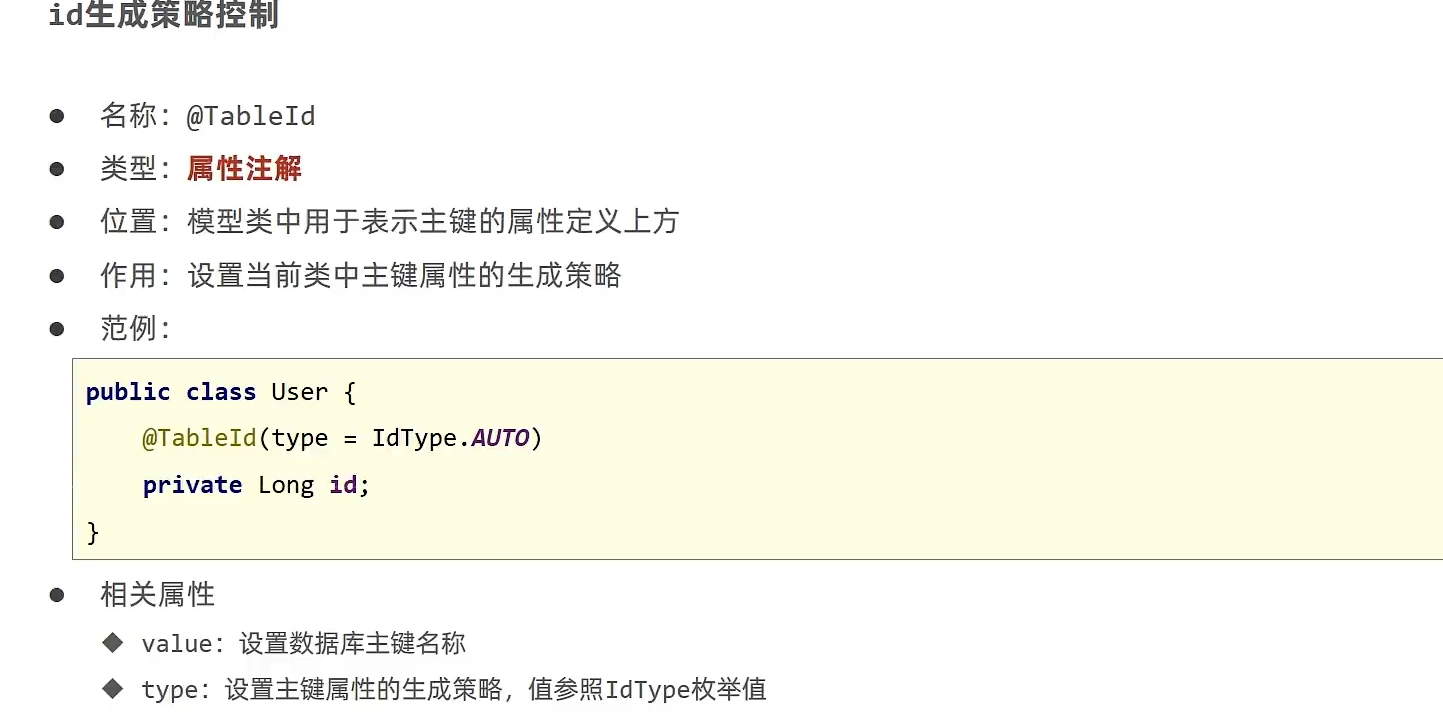 id生成策略控制
名称：@TableId
类型：属性注解
位置：模型类中用于表示主键的属性定义上方
作用：设置当前类中主键属性的生成策略
范例：
public class User {
@TableId(type = IdType.AUTO)
private Long id;
}
相关属性
value：设置数据库主键名称
type：设置主键属性的生成策略，值参照IdType枚举值